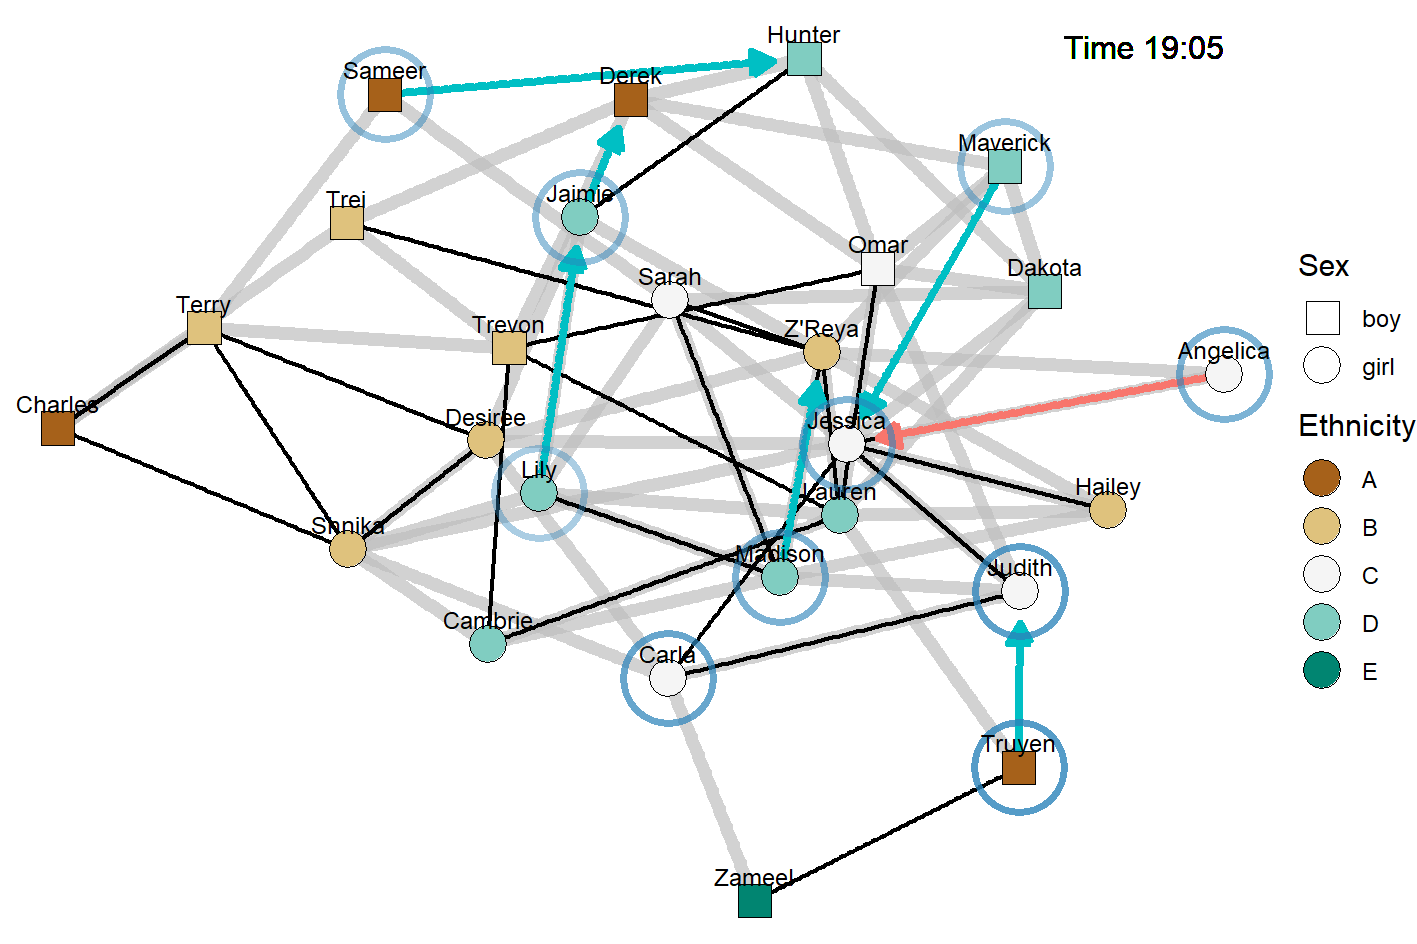 Hunter
Time 19:05
Sameer
Derek
Maverick
Jaimie
Trei
Omar
Sarah
Dakota
Sex
boy
girl
Terry
Trevon
Z'Reya
Angelica
Charles
Desiree
Jessica
Ethnicity
A
B
C
D
E
Lily
Lauren
Hailey
Shnika
Madison
Judith
Cambrie
Carla
Truyen
Zameel